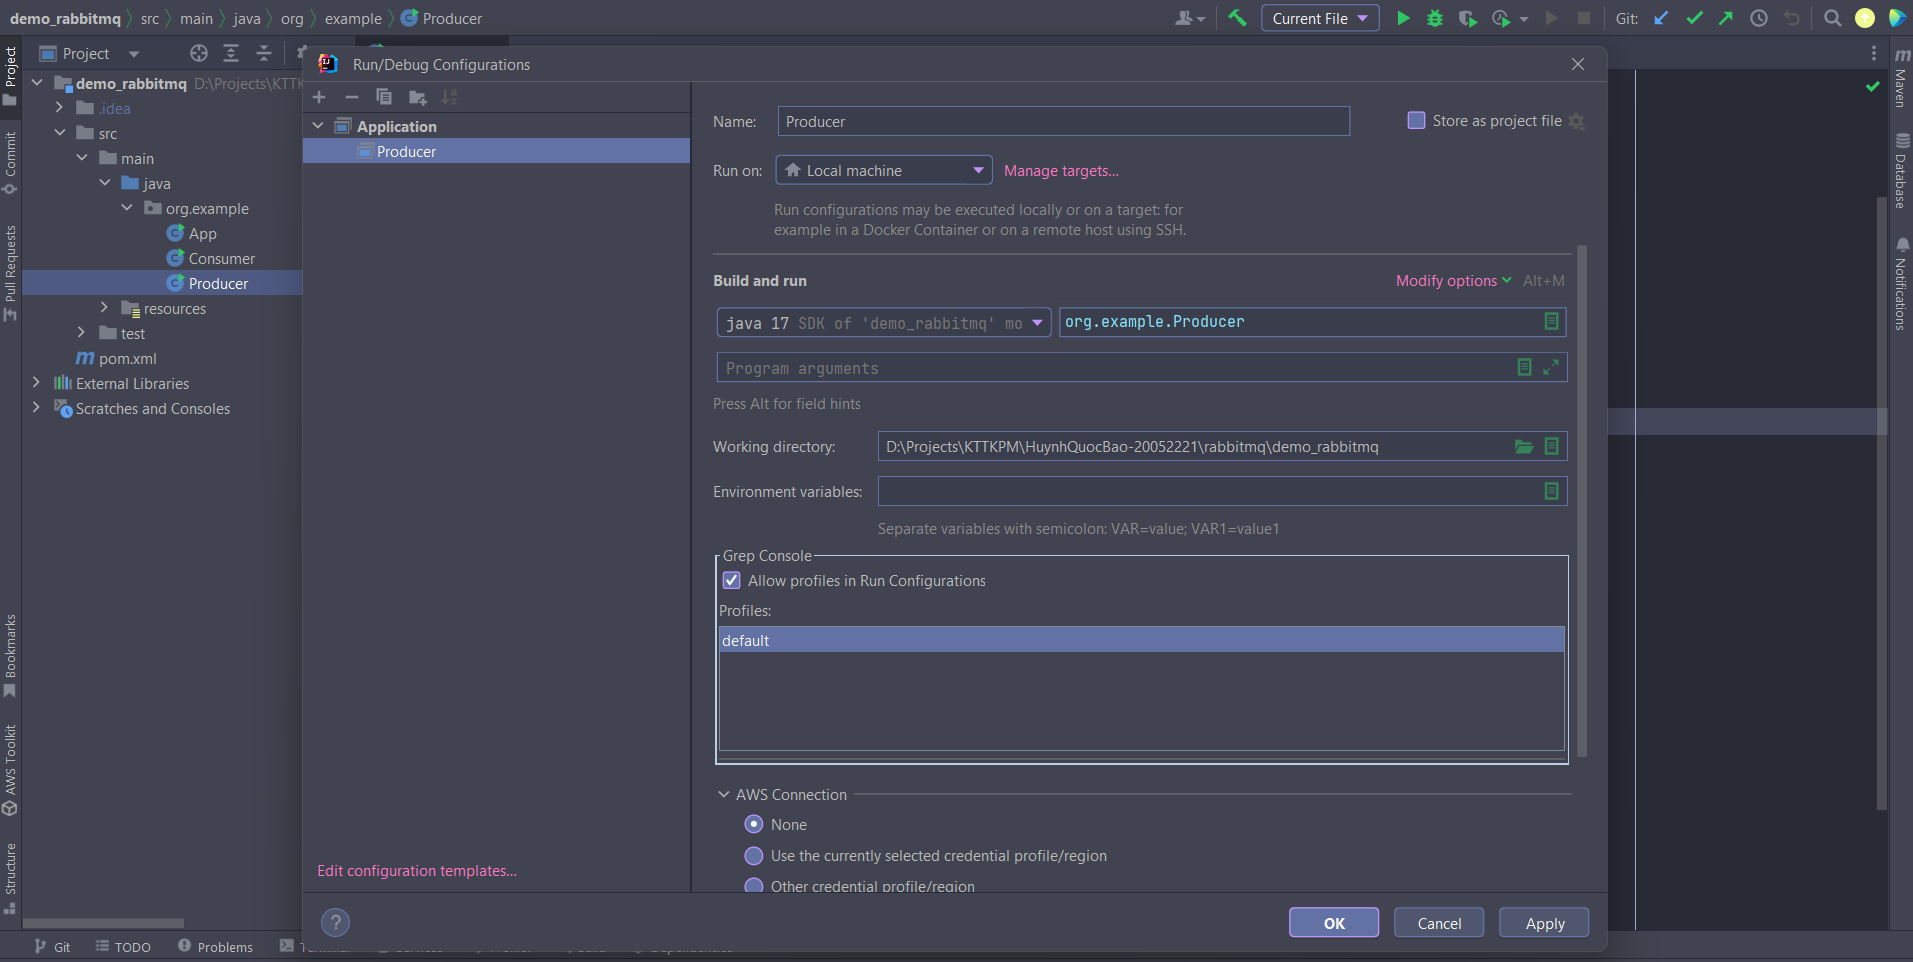 demo_rabbitmq src main java org example Producer
Current File
Git:
Project
demo_rabbitmq D:\Projects\KTTK
.idea
src
main
java
org.example
App
Consumer
Producer
resources
test
pom.xml
External Libraries
Scratches and Consoles
Project
Commit
Pull Requests
Bookmarks
AWS Toolkit
Structure
Run/Debug Configurations
Application
Producer
Edit configuration templates...
Name: Producer
Store as project file
Run on: Local machine Manage targets...
Run configurations may be executed locally or on a target: for
example in a Docker Container or on a remote host using SSH.
Build and run
Modify options Alt+M
java 17 SDK of 'demo_rabbitmq' mo
org.example.Producer
Program arguments
Press Alt for field hints
Working directory: D:\Projects\KTTKPM\HuynhQuocBao-20052221\rabbitmq\demo_rabbitmq
Environment variables:
Separate variables with semicolon: VAR=value; VAR1=value1
Grep Console
Allow profiles in Run Configurations
Profiles:
default
AWS Connection
None
Use the currently selected credential profile/region
Other credential profile/region
?
OK Cancel Apply
Maven
Database
Notifications
Git TODO Problems